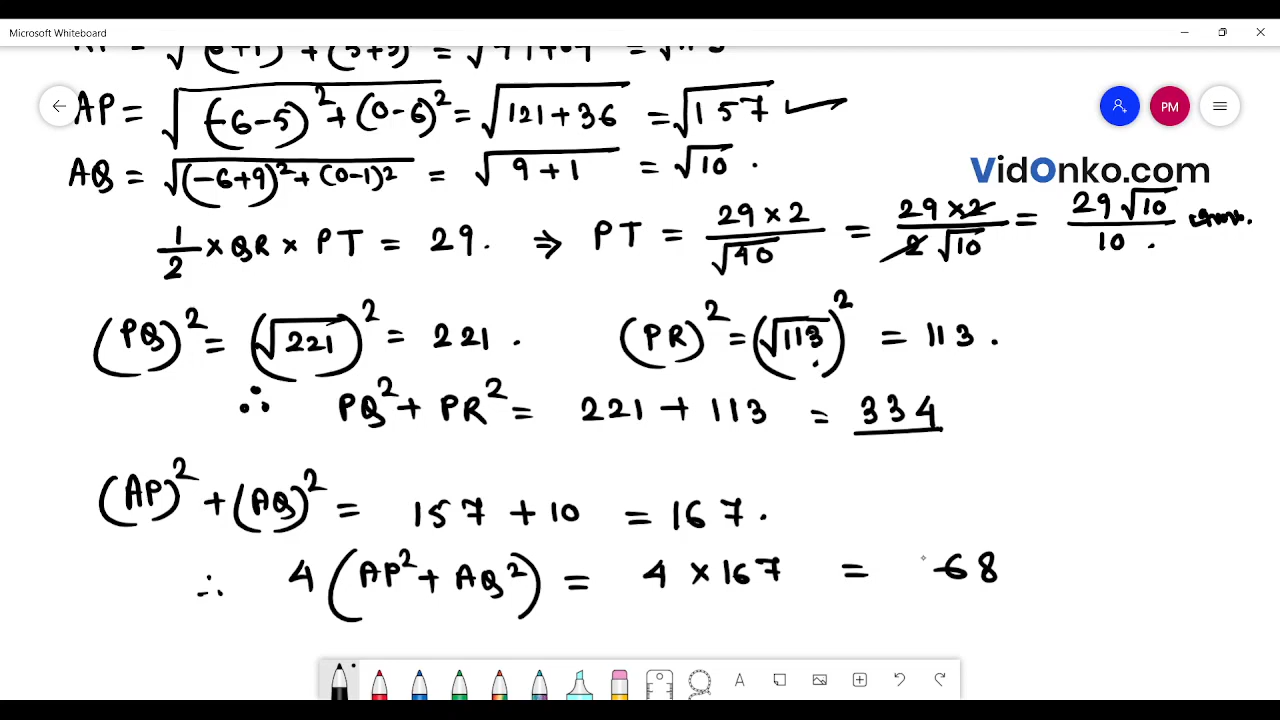 Microsoft Whiteboard
AP = √((-6-5)² + (0-6)²) = √(121+36) = √157 ✓
PM
AQ = √((-6+9)² + (0-1)²) = √(9+1) = √10 .
VidOnko.com
1/2 × QR × PT = 29. ⇒ PT = (29×2)/√40 = (29×2)/(2√10) = (29√10)/10 .
(PQ)² = (√221)² = 221 . (PR)² = (√113)² = 113 .
∴ PQ² + PR² = 221 + 113 = 334
(AP)² + (AQ)² = 157 + 10 = 167 .
∴ 4(AP² + AQ²) = 4 × 167 = 68
A